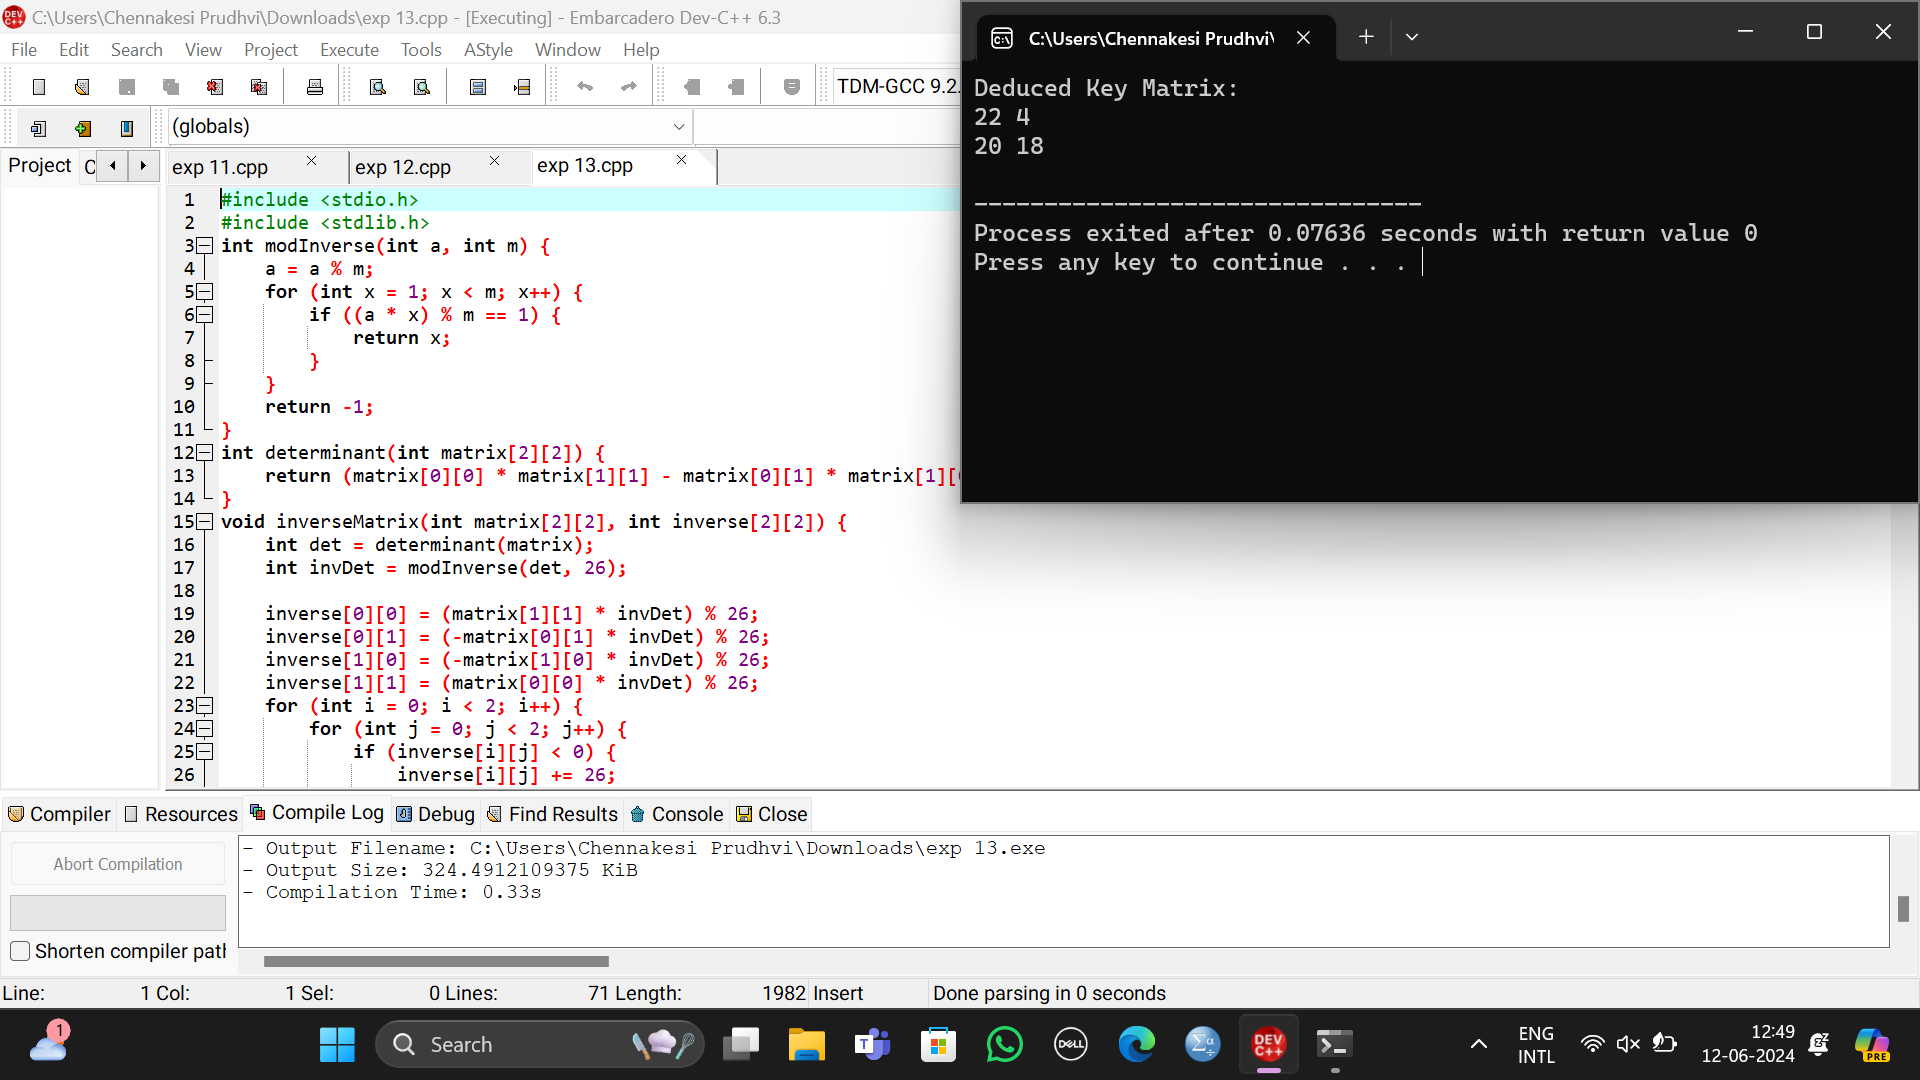 C:\Users\Chennakesi Prudhvi\Downloads\exp 13.cpp - [Executing] - Embarcadero Dev-C++ 6.3
File Edit Search View Project Execute Tools AStyle Window Help
TDM-GCC 9.2.
(globals)
Project
exp 11.cpp
exp 12.cpp
exp 13.cpp
1 #include <stdio.h>
2 #include <stdlib.h>
3 int modInverse(int a, int m) {
4 a = a % m;
5 for (int x = 1; x < m; x++) {
6 if ((a * x) % m == 1) {
7 return x;
8 }
9 }
10 return -1;
11 }
12 int determinant(int matrix[2][2]) {
13 return (matrix[0][0] * matrix[1][1] - matrix[0][1] * matrix[1][
14 }
15 void inverseMatrix(int matrix[2][2], int inverse[2][2]) {
16 int det = determinant(matrix);
17 int invDet = modInverse(det, 26);
18
19 inverse[0][0] = (matrix[1][1] * invDet) % 26;
20 inverse[0][1] = (-matrix[0][1] * invDet) % 26;
21 inverse[1][0] = (-matrix[1][0] * invDet) % 26;
22 inverse[1][1] = (matrix[0][0] * invDet) % 26;
23 for (int i = 0; i < 2; i++) {
24 for (int j = 0; j < 2; j++) {
25 if (inverse[i][j] < 0) {
26 inverse[i][j] += 26;
C:\Users\Chennakesi Prudhvi\
Deduced Key Matrix:
22 4
20 18
--------------------------------
Process exited after 0.07636 seconds with return value 0
Press any key to continue . . .
Compiler Resources Compile Log Debug Find Results Console Close
Abort Compilation
Shorten compiler path
- Output Filename: C:\Users\Chennakesi Prudhvi\Downloads\exp 13.exe
- Output Size: 324.4912109375 KiB
- Compilation Time: 0.33s
Line: 1 Col: 1 Sel: 0 Lines: 71 Length: 1982 Insert Done parsing in 0 seconds
1
Search
DELL
DEV C++
ENG
INTL
12:49
12-06-2024
PRE